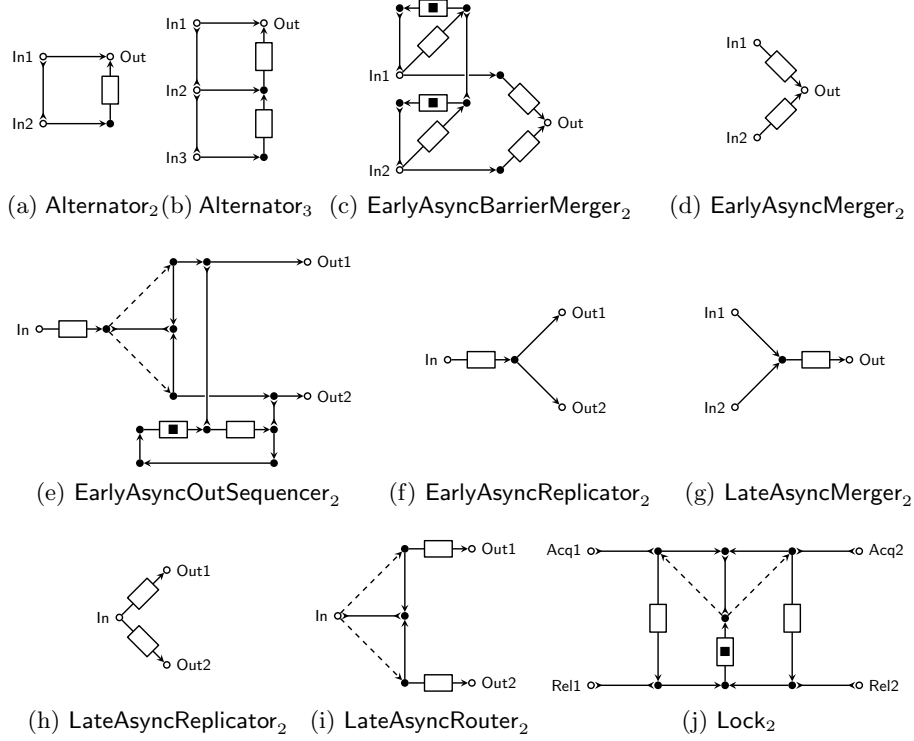 In1
Out
In2
In1
Out
In2
In3
In1
In2
Out
In1
Out
In2
(a) Alternator2 (b) Alternator3 (c) EarlyAsyncBarrierMerger2 (d) EarlyAsyncMerger2
In
Out1
Out2
In
Out1
Out2
In1
In2
Out
(e) EarlyAsyncOutSequencer2 (f) EarlyAsyncReplicator2 (g) LateAsyncMerger2
In
Out1
Out2
In
Out1
Out2
Acq1
Acq2
Rel1
Rel2
(h) LateAsyncReplicator2 (i) LateAsyncRouter2 (j) Lock2